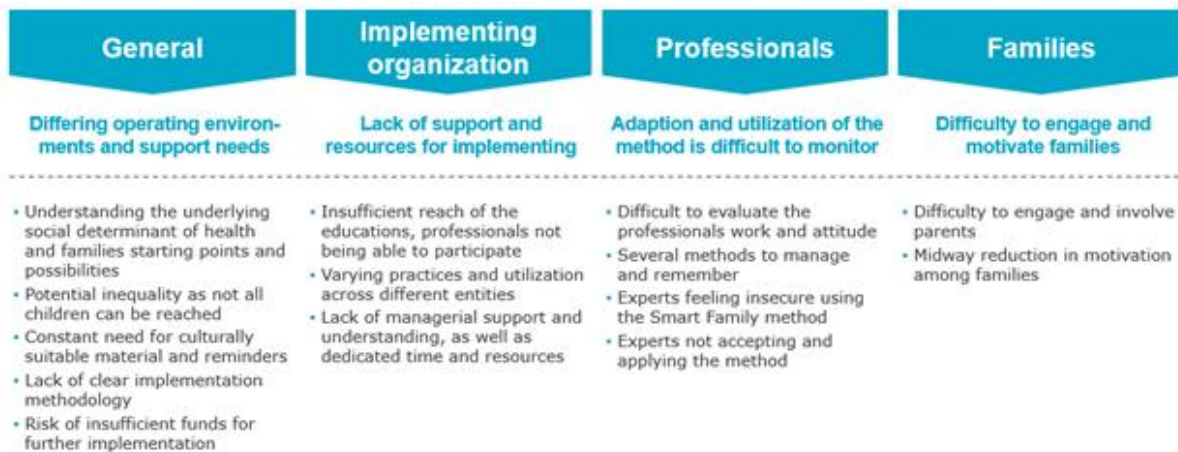 General
Differing operating environ-
ments and support needs
• Understanding the underlying
social determinant of health
and families starting points and
possibilities
• Potential inequality as not all
children can be reached
• Constant need for culturally
suitable material and reminders
• Lack of clear implementation
methodology
• Risk of insufficient funds for
further implementation
Implementing
organization
Lack of support and
resources for implementing
• Insufficient reach of the
educations, professionals not
being able to participate
• Varying practices and utilization
across different entities
• Lack of managerial support and
understanding, as well as
dedicated time and resources
Professionals
Adaption and utilization of the
method is difficult to monitor
• Difficult to evaluate the
professionals work and attitude
• Several methods to manage
and remember
• Experts feeling insecure using
the Smart Family method
• Experts not accepting and
applying the method
Families
Difficulty to engage and
motivate families
• Difficulty to engage and involve
parents
• Midway reduction in motivation
among families